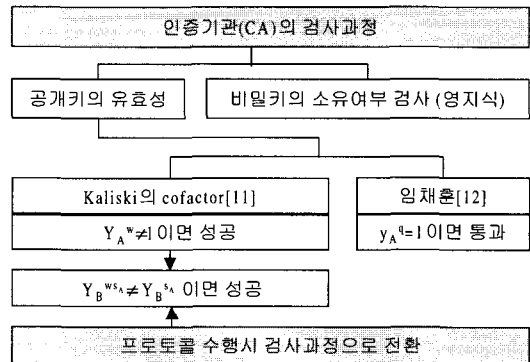 인증기관(CA)의 검사과정
공개키의 유효성
비밀키의 소유여부 검사 (영지식)
Kaliski의 cofactor[11]
임채훈[12]
Y_A^w≠1 이면 성공
y_A^q=1 이면 통과
Y_B^{ws_A}≠Y_B^{s_A} 이면 성공
프로토콜 수행시 검사과정으로 전환